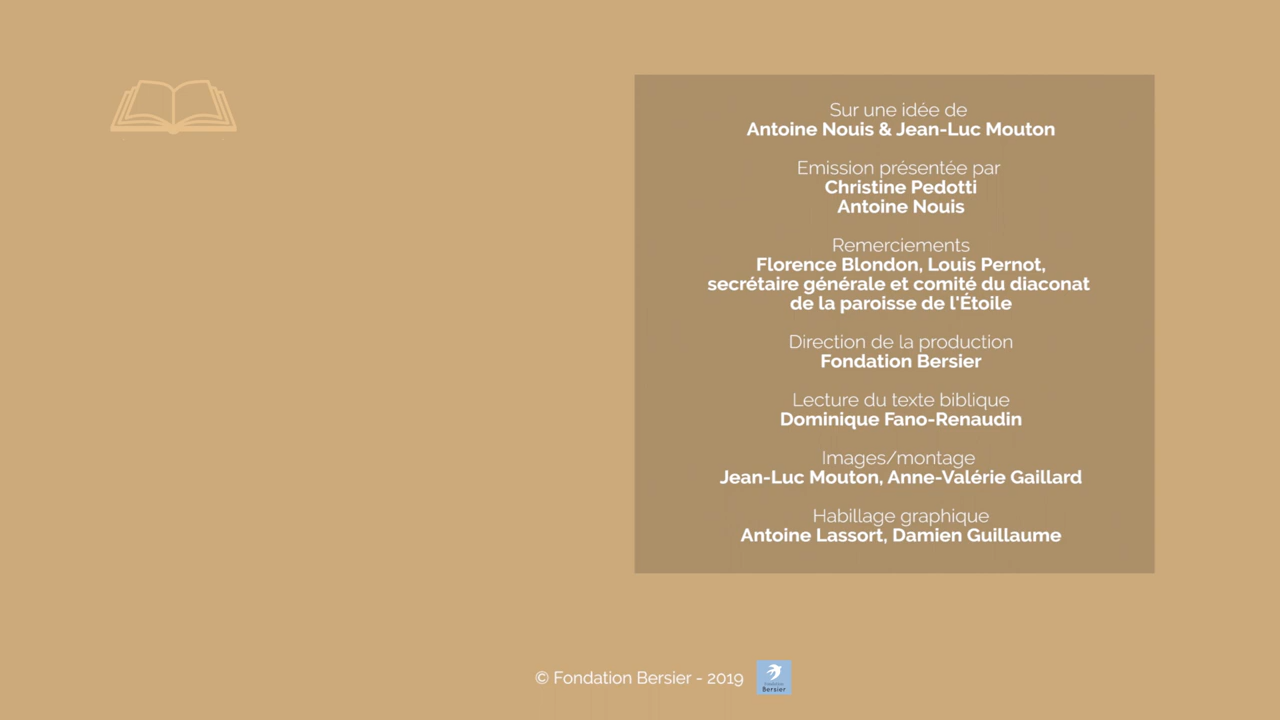 Sur une idée de
Antoine Nouis & Jean-Luc Mouton
Emission présentée par
Christine Pedotti
Antoine Nouis
Remerciements
Florence Blondon, Louis Pernot,
secrétaire générale et comité du diaconat
de la paroisse de l'Étoile
Direction de la production
Fondation Bersier
Lecture du texte biblique
Dominique Fano-Renaudin
Images/montage
Jean-Luc Mouton, Anne-Valérie Gaillard
Habillage graphique
Antoine Lassort, Damien Guillaume
© Fondation Bersier - 2019
Fondation
Bersier